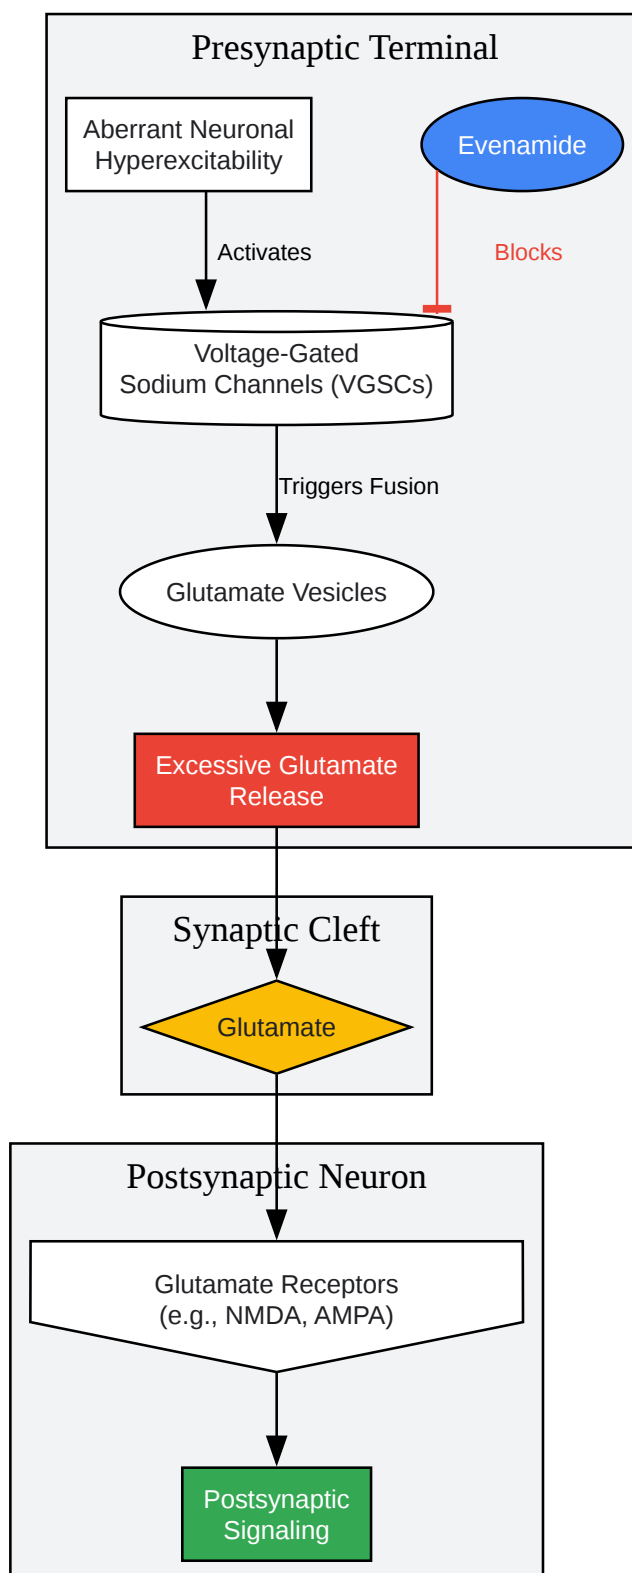 Presynaptic Terminal
Aberrant Neuronal
Hyperexcitability
Evenamide
Activates
Blocks
Voltage-Gated
Sodium Channels (VGSCs)
Triggers Fusion
Glutamate Vesicles
Excessive Glutamate
Release
Synaptic Cleft
Glutamate
Postsynaptic Neuron
Glutamate Receptors
(e.g., NMDA, AMPA)
Postsynaptic
Signaling